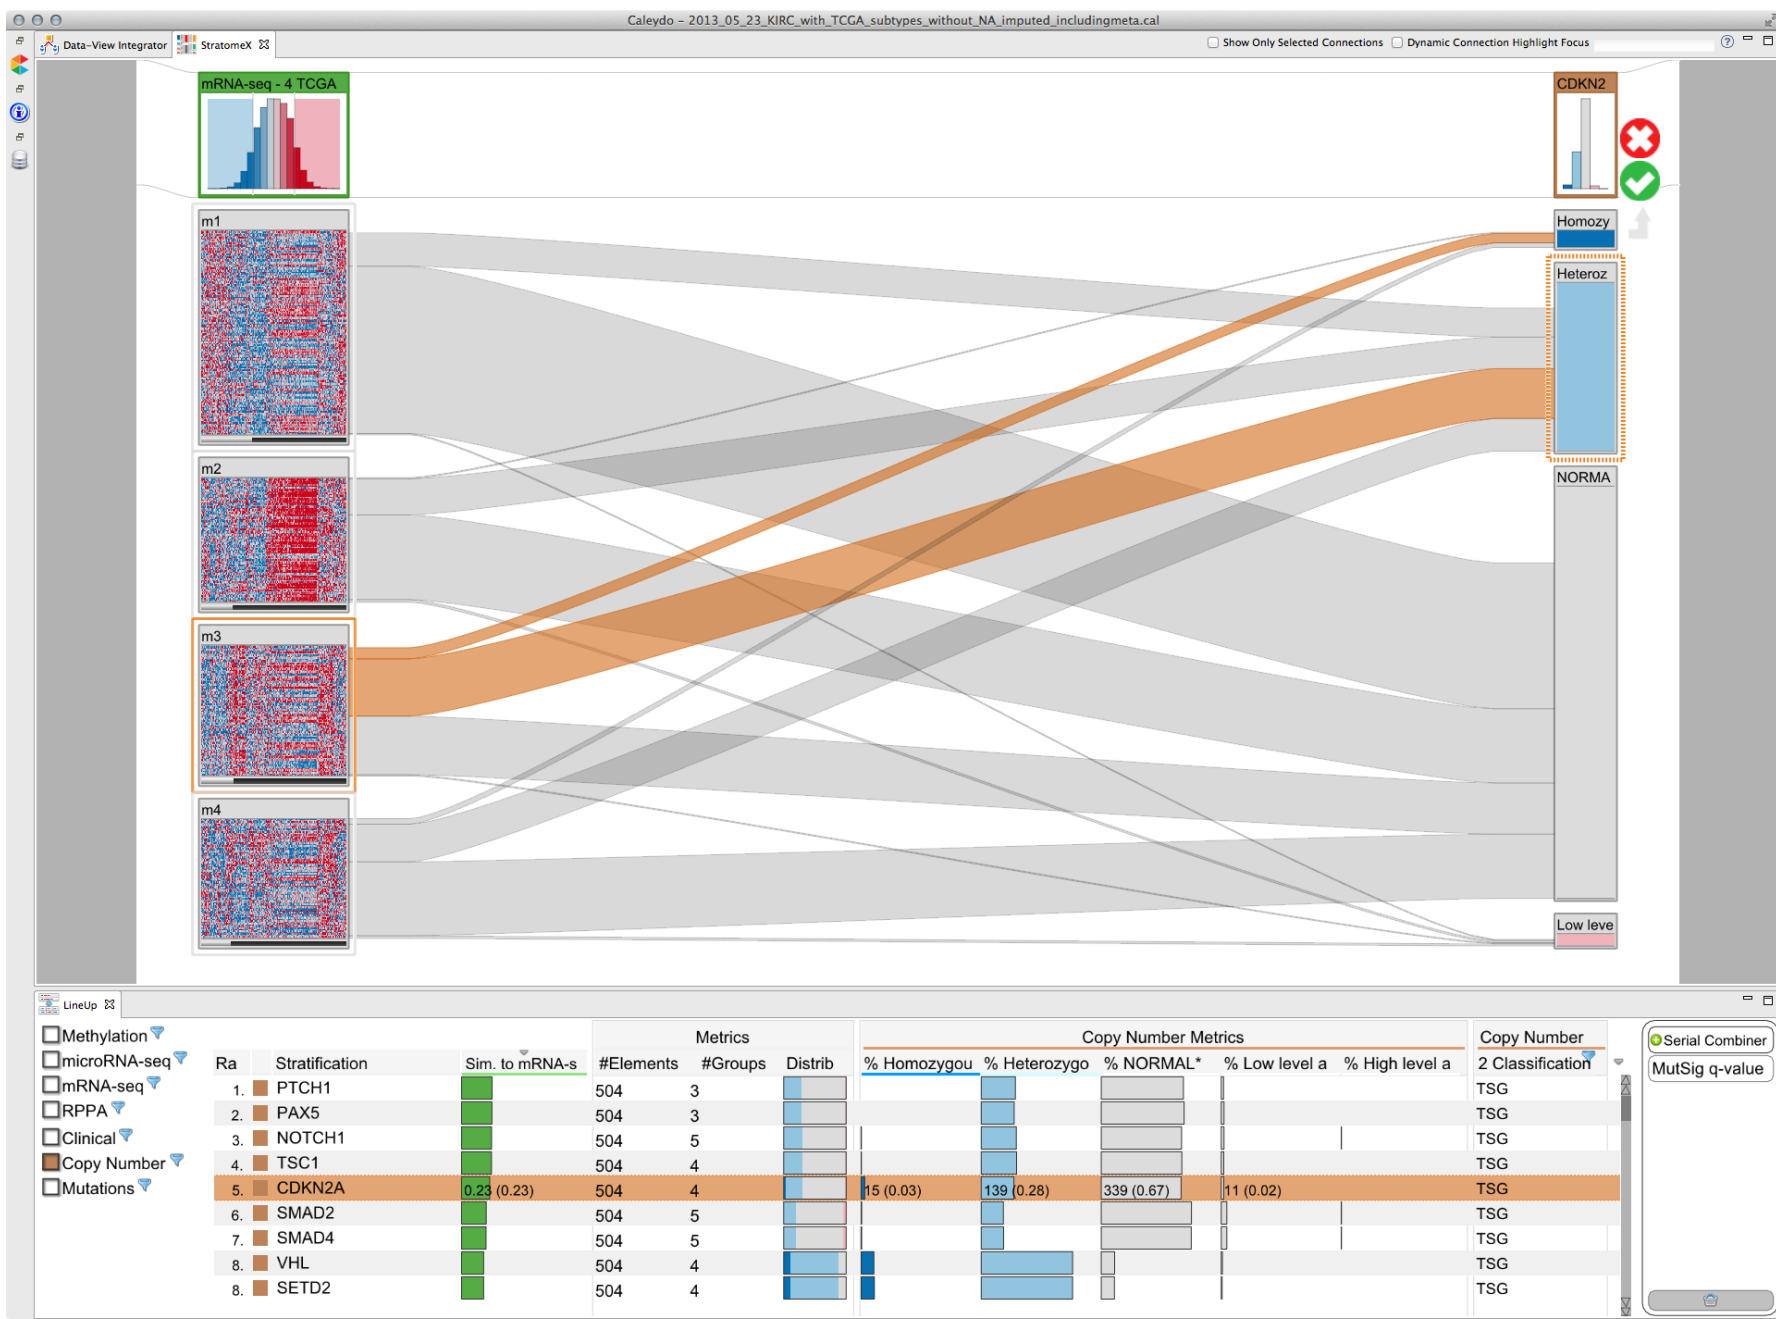 Caleydo - 2013_05_23_KIRC_with_TCGA_subtypes_without_NA_imputed_includingmeta.cal
Data-View Integrator
StratomeX
Show Only Selected Connections
Dynamic Connection Highlight Focus
mRNA-seq - 4 TCGA
CDKN2
m1
Homozy
Heteroz
m2
NORMA
m3
m4
Low leve
LineUp
Methylation
microRNA-seq
mRNA-seq
RPPA
Clinical
Copy Number
Mutations
Metrics
Copy Number Metrics
Copy Number
Ra Stratification Sim. to mRNA-s #Elements #Groups Distrib % Homozygou % Heterozygo % NORMAL* % Low level a % High level a 2 Classification
1. PTCH1 504 3 TSG
2. PAX5 504 3 TSG
3. NOTCH1 504 5 TSG
4. TSC1 504 4 TSG
5. CDKN2A 0.23 (0.23) 504 4 15 (0.03) 139 (0.28) 339 (0.67) 11 (0.02) TSG
6. SMAD2 504 5 TSG
7. SMAD4 504 5 TSG
8. VHL 504 4 TSG
8. SETD2 504 4 TSG
Serial Combiner
MutSig q-value